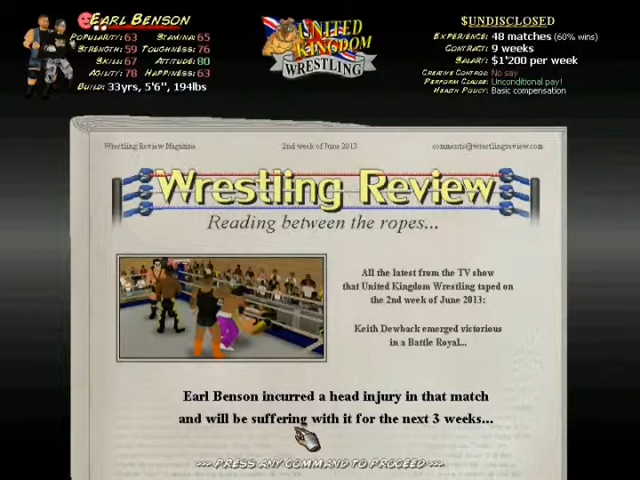 EARL BENSON
POPULARITY: 63 STAMINA: 65
STRENGTH: 59 TOUGHNESS: 76
SKILL: 67 ATTITUDE: 80
AGILITY: 78 HAPPINESS: 63
BUILD: 33yrs, 5'6", 194lbs
UNITED
KINGDOM
WRESTLING
$UNDISCLOSED
EXPERIENCE: 48 matches (60% wins)
CONTRACT: 9 weeks
SALARY: $1'200 per week
CREATIVE CONTROL: No say
PERFORM CLAUSE: Unconditional pay!
HEALTH POLICY: Basic compensation
Wrestling Review Magazine 2nd week of June 2013 comments@wrestlingreview.com
Wrestling Review
Reading between the ropes...
All the latest from the TV show
that United Kingdom Wrestling taped on
the 2nd week of June 2013:
Keith Dewback emerged victorious
in a Battle Royal...
Earl Benson incurred a head injury in that match
and will be suffering with it for the next 3 weeks...
>>> PRESS ANY COMMAND TO PROCEED <<<